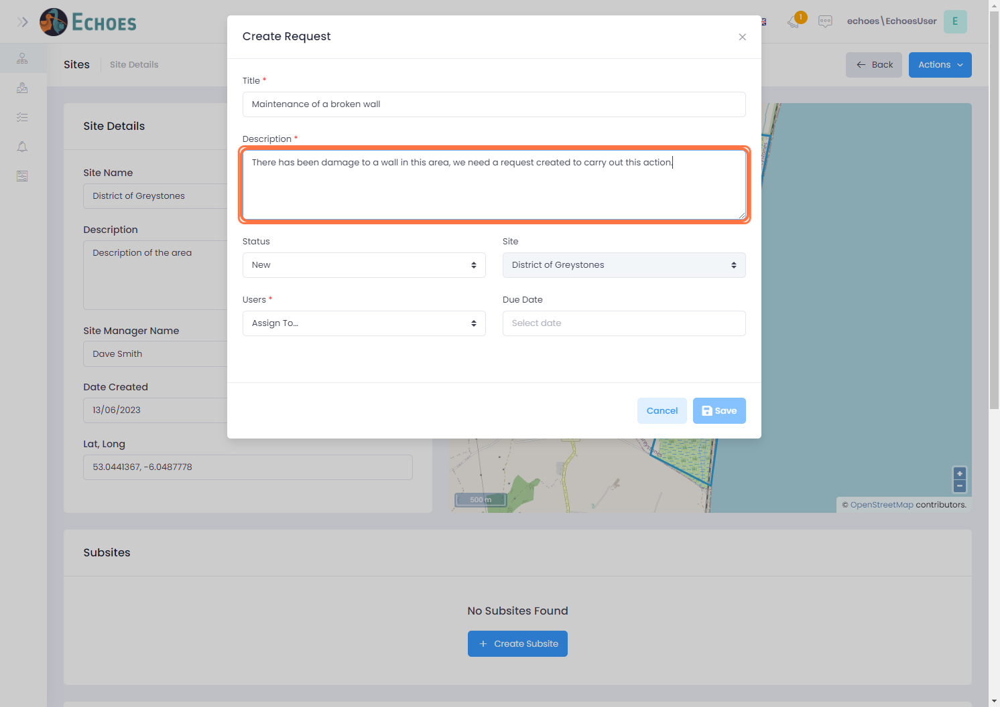 ECHOES
1
echoes\EchoesUser
E
Sites
Site Details
Back
Actions
Create Request
Title *
Maintenance of a broken wall
Description *
There has been damage to a wall in this area, we need a request created to carry out this action.
Status
Site
New
District of Greystones
Users *
Due Date
Assign To...
Select date
Cancel
Save
Site Details
Site Name
District of Greystones
Description
Description of the area
Site Manager Name
Dave Smith
Date Created
13/06/2023
Lat, Long
53.0441367, -6.0487778
500 m
+
−
© OpenStreetMap contributors.
Subsites
No Subsites Found
+ Create Subsite